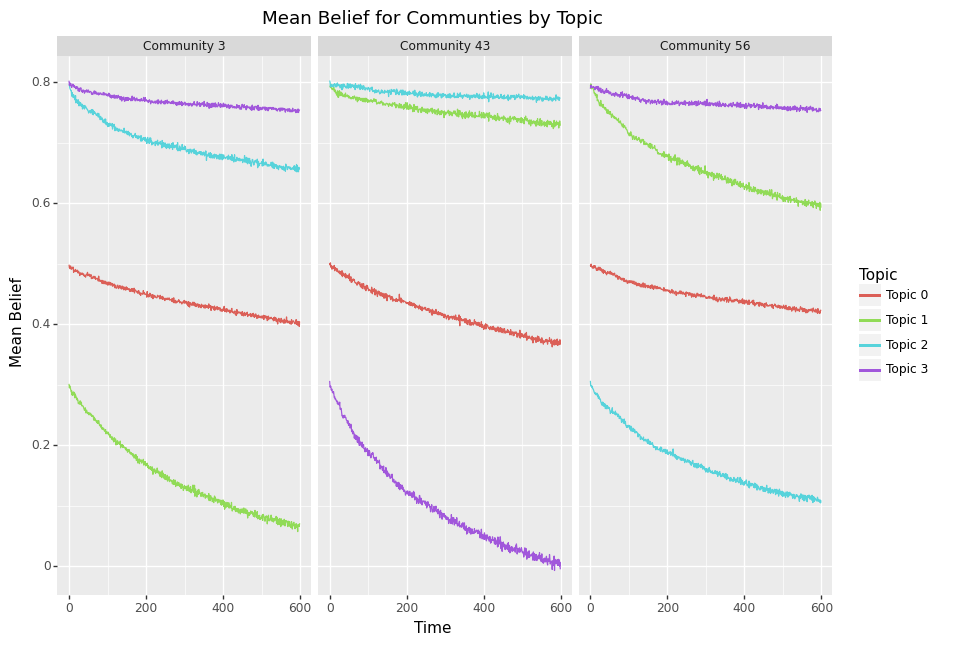 Mean Belief for Communties by Topic
Community 3
Community 43
Community 56
0.8
0.6
0.4
0.2
0
Mean Belief
0 200 400 600
0 200 400 600
0 200 400 600
Time
Topic
Topic 0
Topic 1
Topic 2
Topic 3